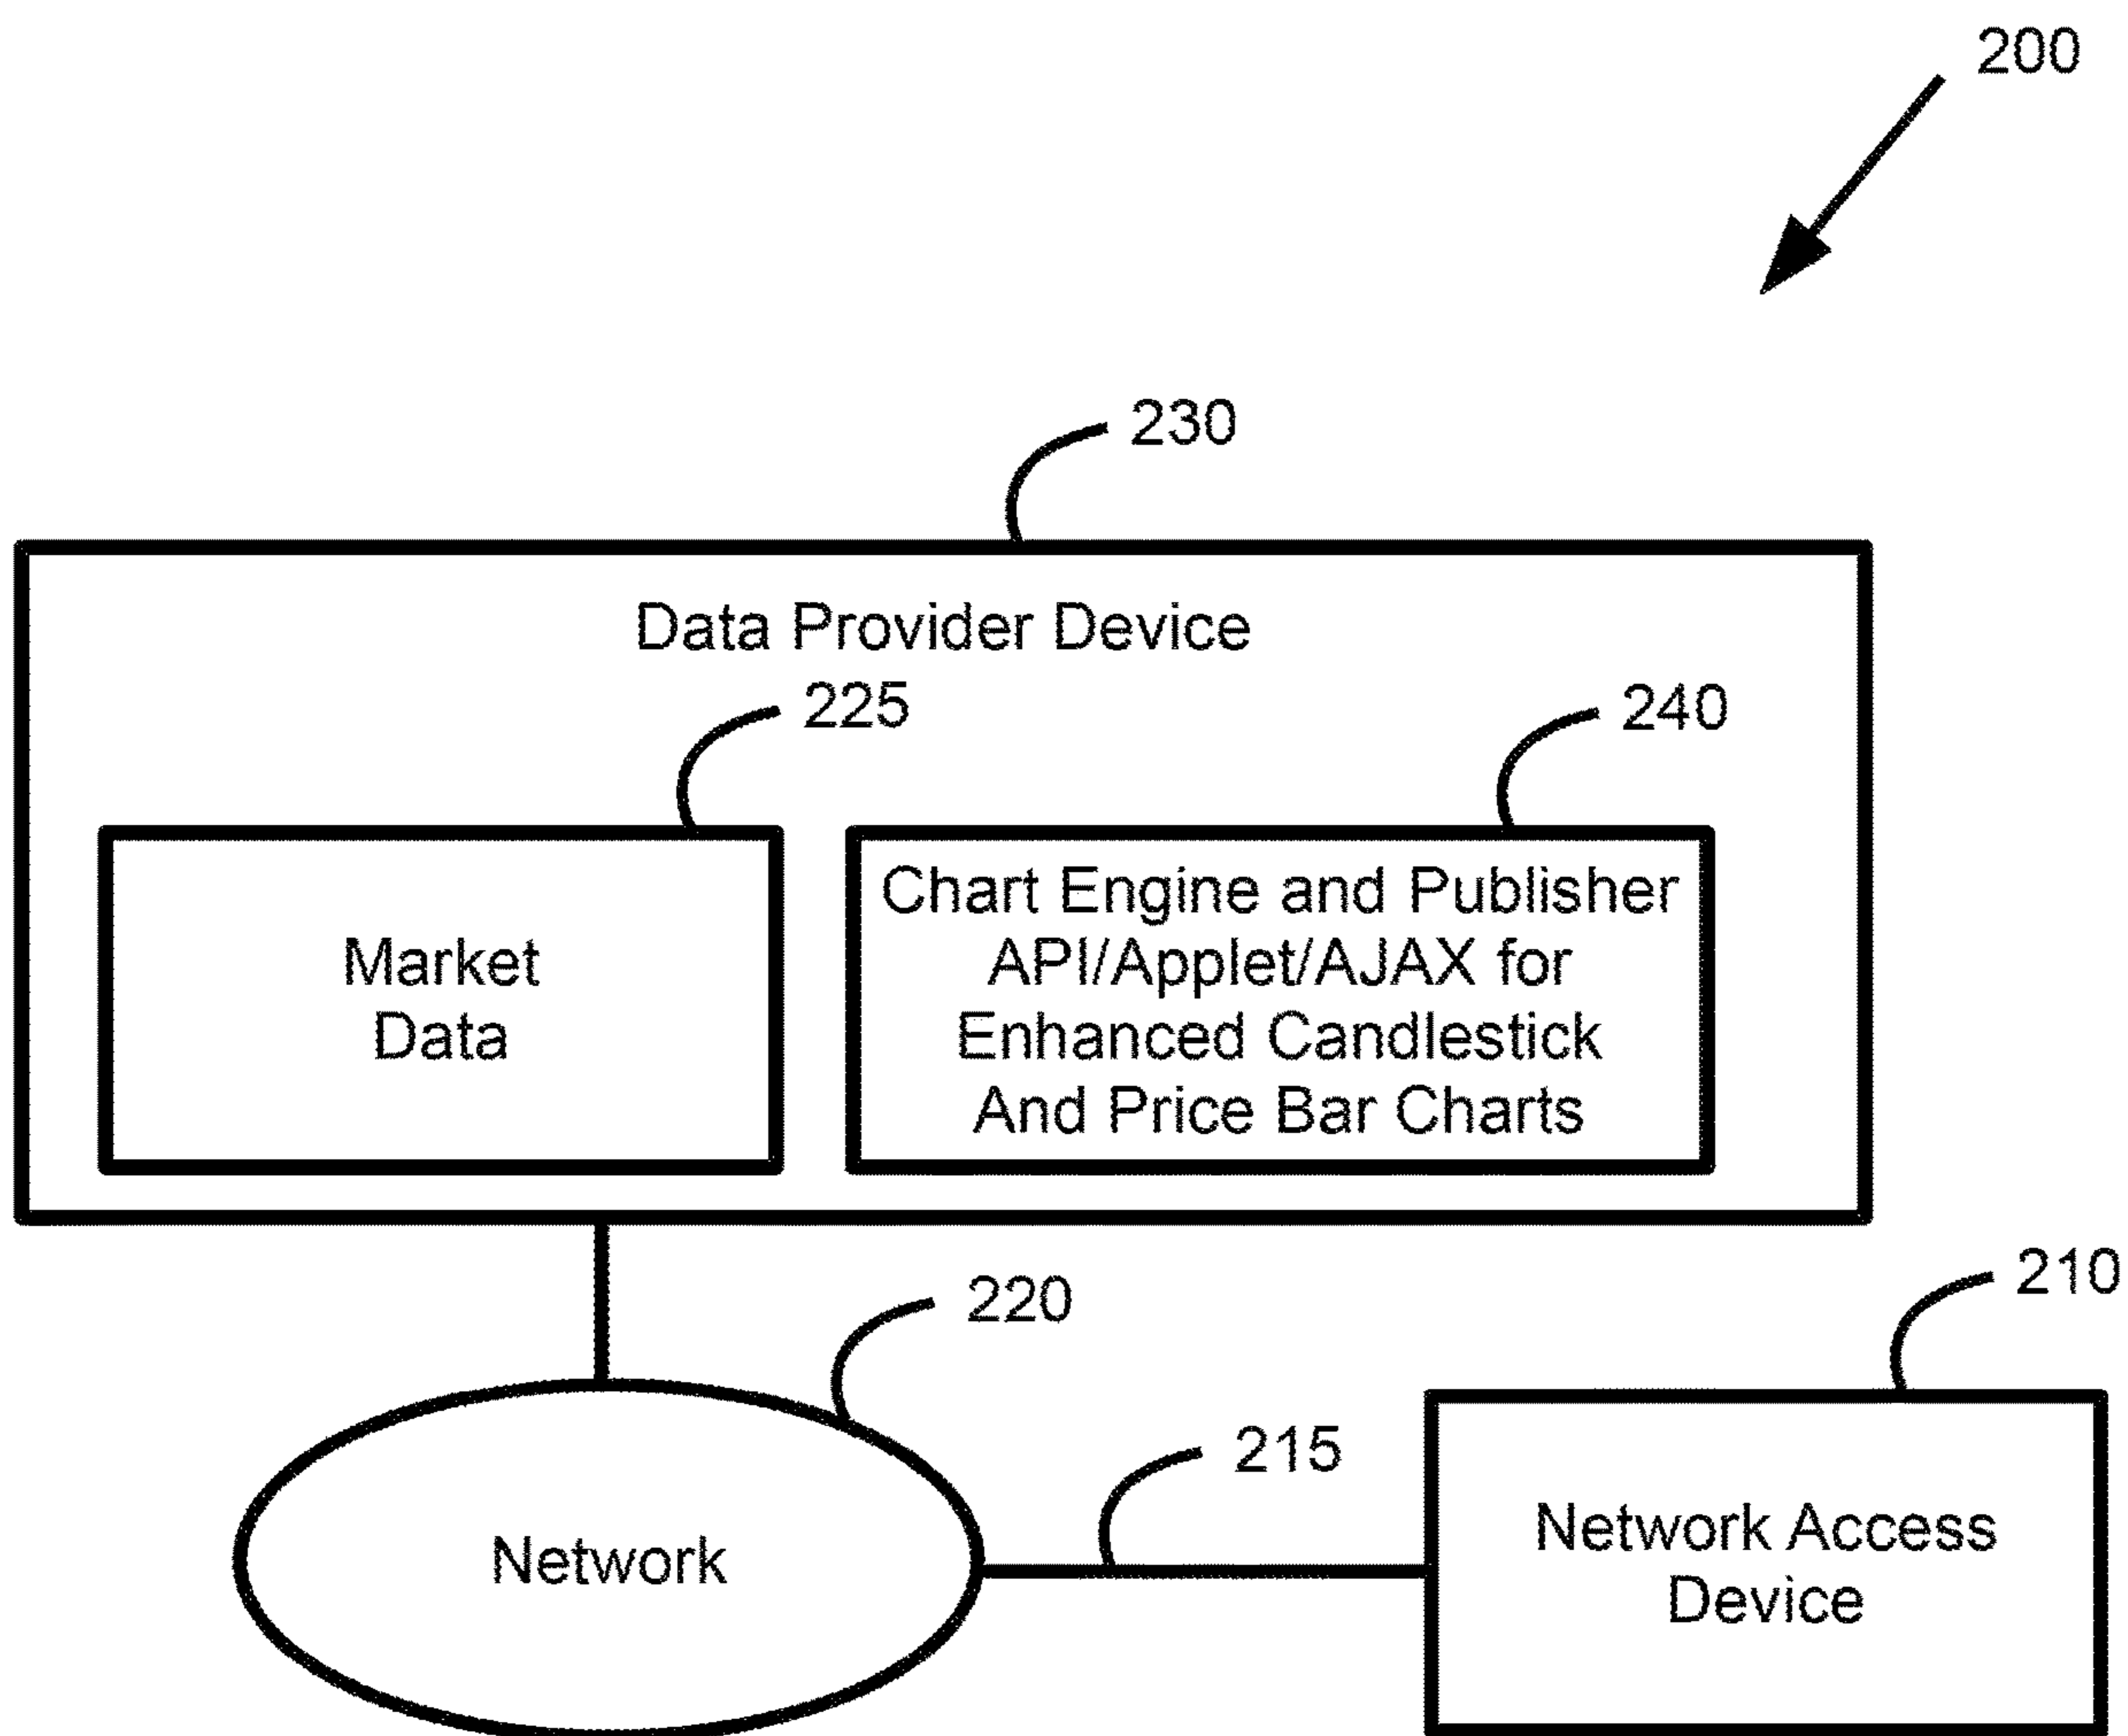 200
230
Data Provider Device
225
240
Market
Data
Chart Engine and Publisher
API/Applet/AJAX for
Enhanced Candlestick
And Price Bar Charts
220
210
215
Network
Network Access
Device